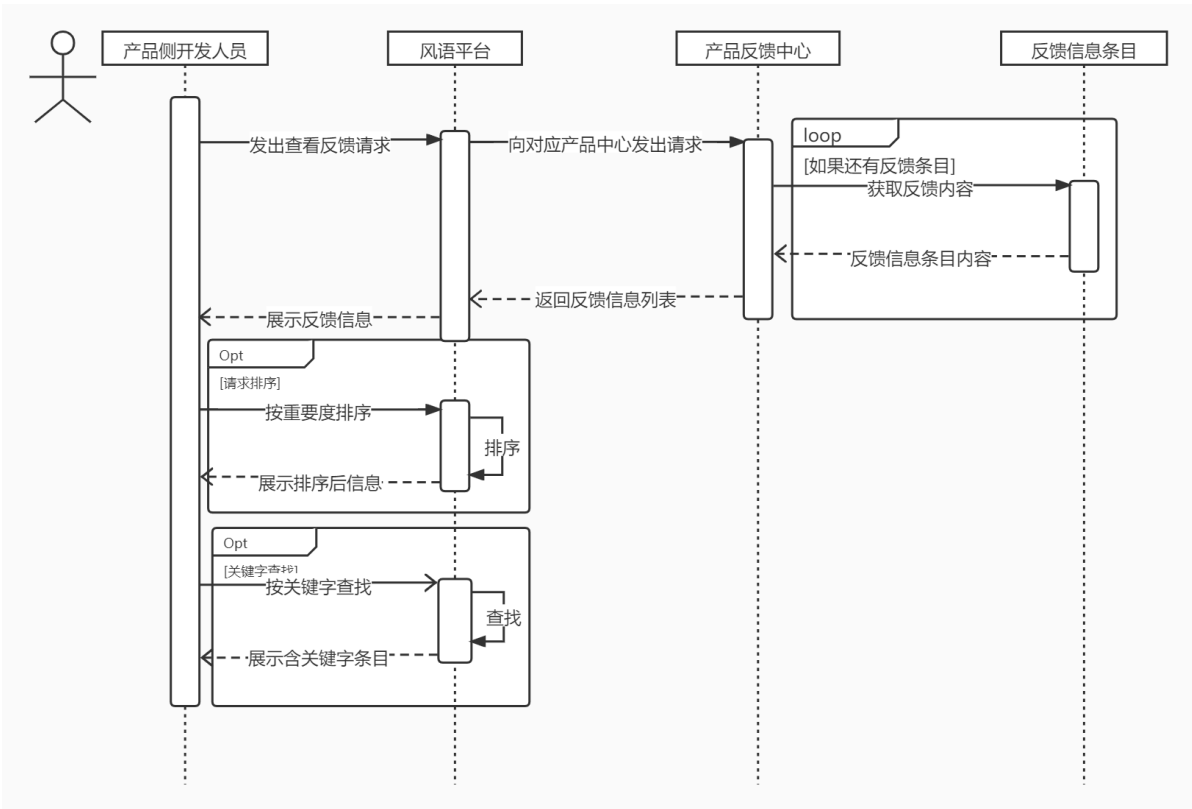 产品侧开发人员
风语平台
产品反馈中心
反馈信息条目
发出查看反馈请求
向对应产品中心发出请求
loop
[如果还有反馈条目]
获取反馈内容
反馈信息条目内容
返回反馈信息列表
展示反馈信息
Opt
[请求排序]
按重要度排序
排序
展示排序后信息
Opt
[关键字查找]
按关键字查找
查找
展示含关键字条目